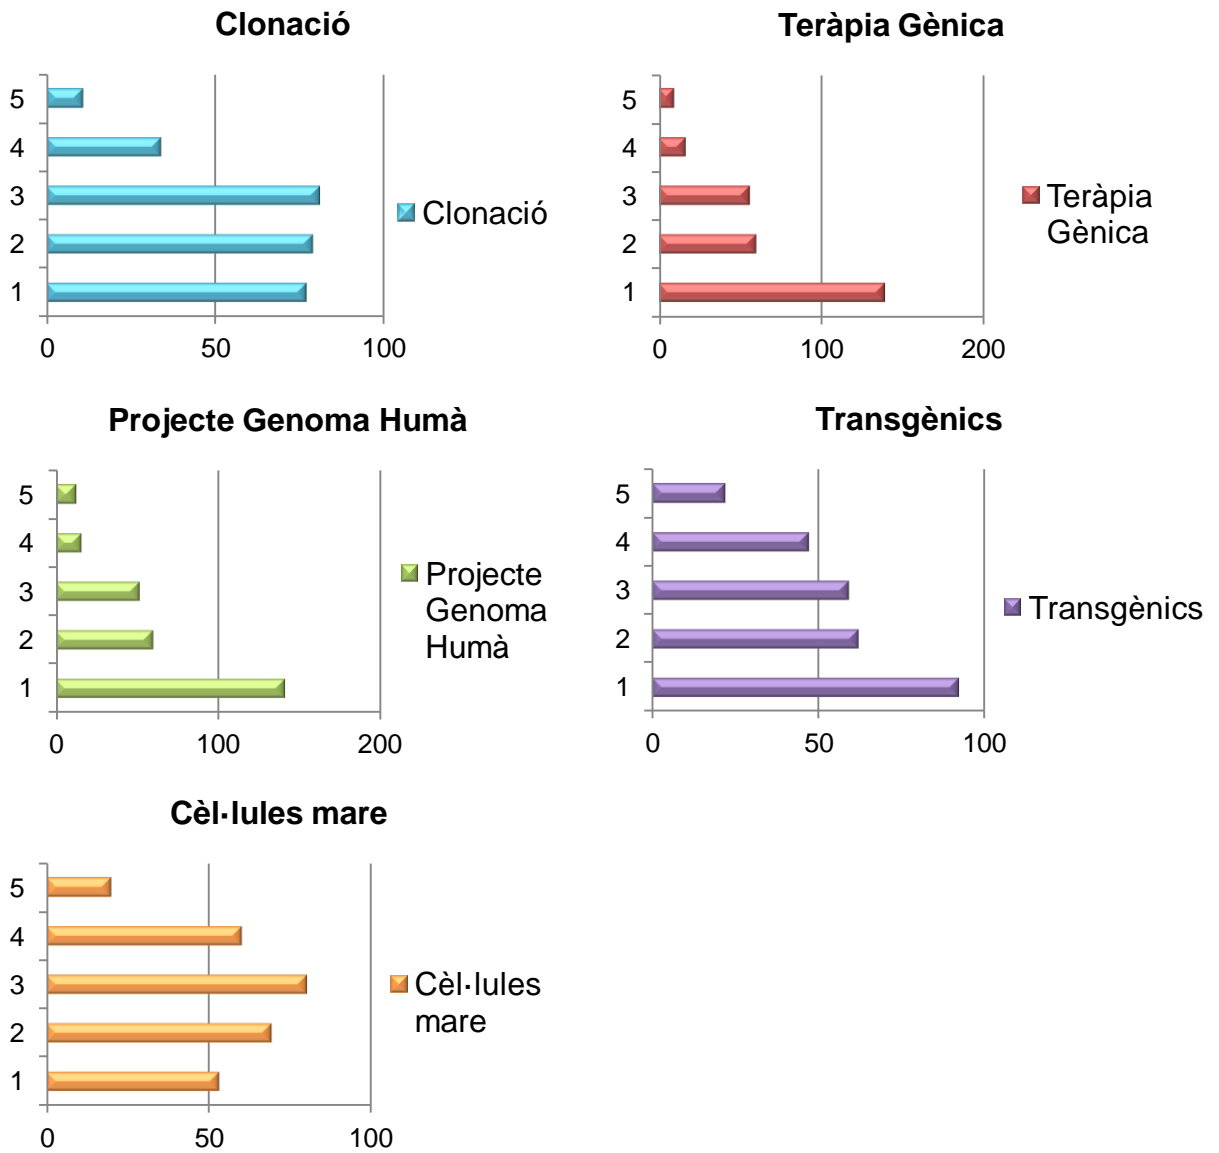 Clonació
5
4
3
2
1
0 50 100
Clonació
Teràpia Gènica
5
4
3
2
1
0 100 200
Teràpia
Gènica
Projecte Genoma Humà
5
4
3
2
1
0 100 200
Projecte
Genoma
Humà
Transgènics
5
4
3
2
1
0 50 100
Transgènics
Cèl·lules mare
5
4
3
2
1
0 50 100
Cèl·lules
mare